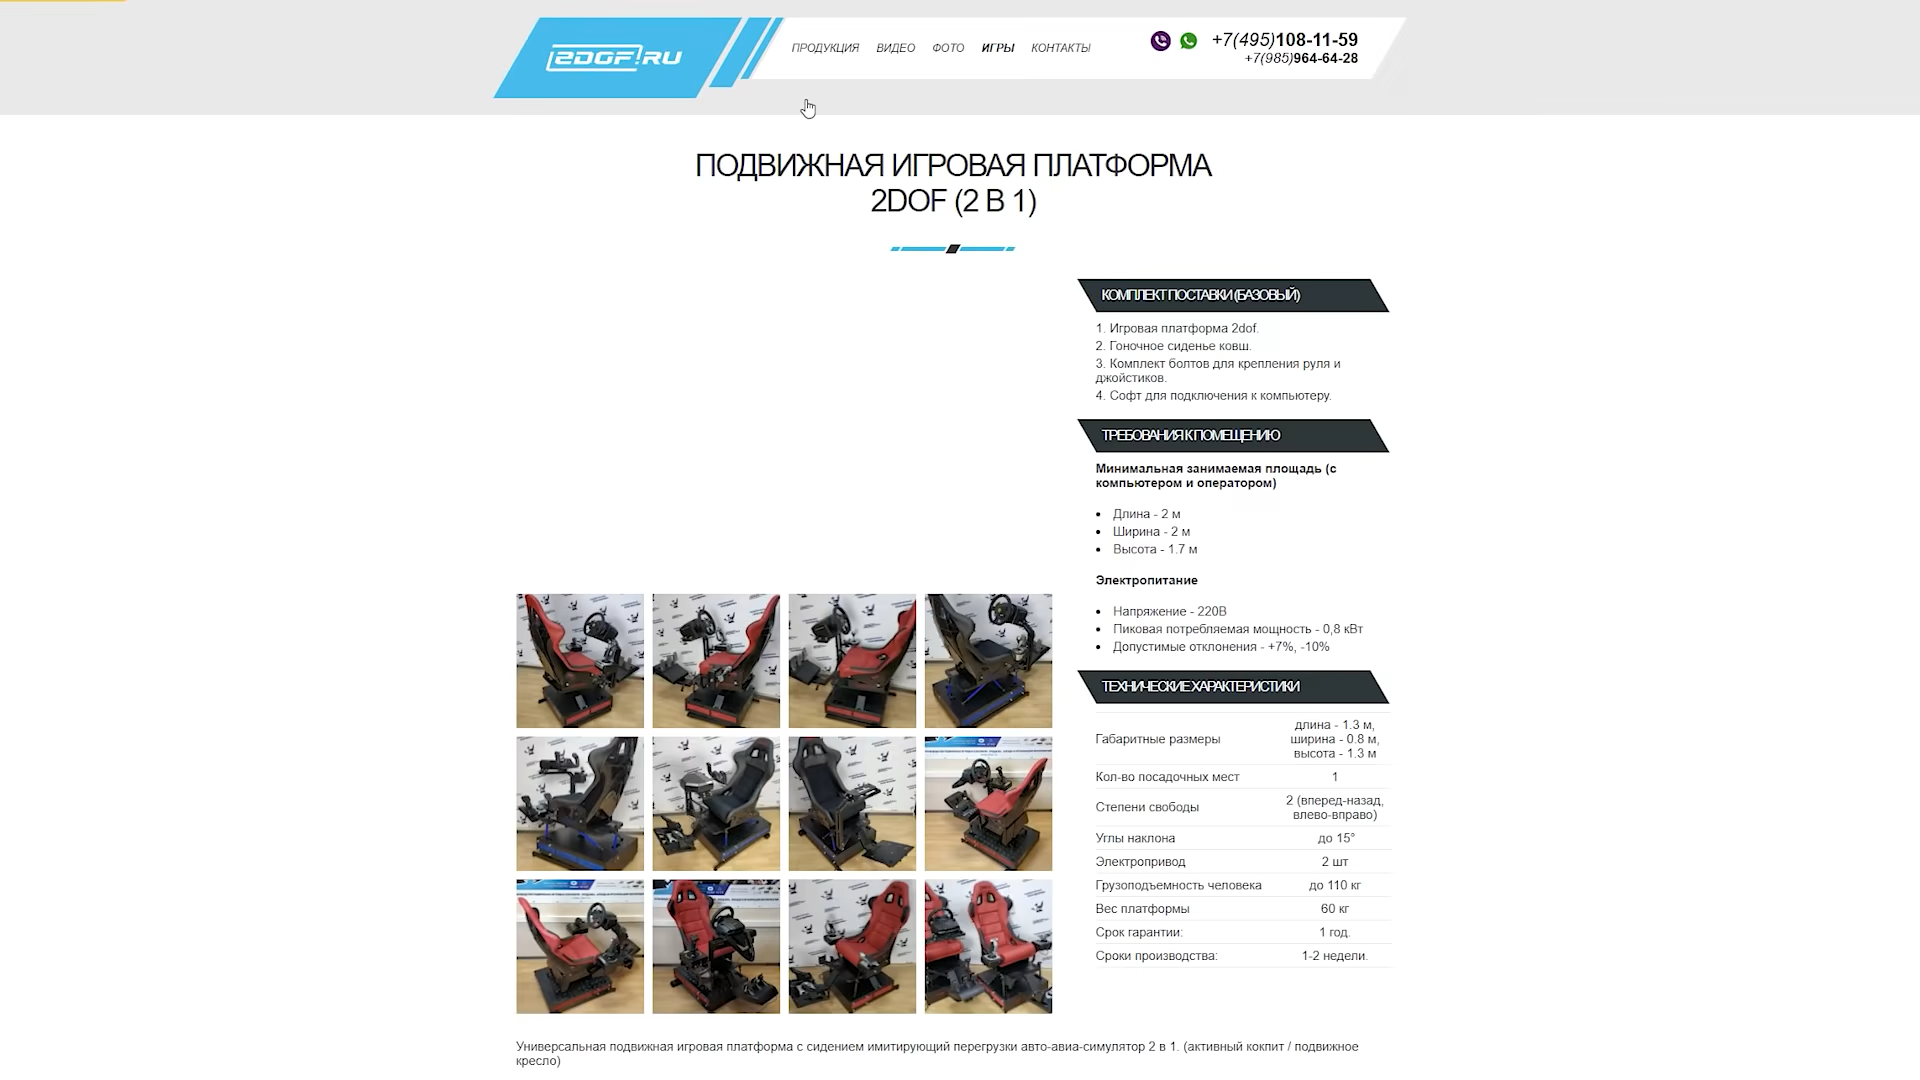 2DOF.RU
ПРОДУКЦИЯ ВИДЕО ФОТО ИГРЫ КОНТАКТЫ
+7(495)108-11-59
+7(985)964-64-28
ПОДВИЖНАЯ ИГРОВАЯ ПЛАТФОРМА
2DOF (2 В 1)
КОМПЛЕКТ ПОСТАВКИ (БАЗОВЫЙ)
1. Игровая платформа 2dof.
2. Гоночное сиденье ковш.
3. Комплект болтов для крепления руля и
джойстиков.
4. Софт для подключения к компьютеру.
ТРЕБОВАНИЯ К ПОМЕЩЕНИЮ
Минимальная занимаемая площадь (с
компьютером и оператором)
• Длина - 2 м
• Ширина - 2 м
• Высота - 1.7 м
Электропитание
• Напряжение - 220В
• Пиковая потребляемая мощность - 0,8 кВт
• Допустимые отклонения - +7%, -10%
ТЕХНИЧЕСКИЕ ХАРАКТЕРИСТИКИ
длина - 1.3 м,
Габаритные размеры ширина - 0.8 м,
высота - 1.3 м
Кол-во посадочных мест 1
2 (вперед-назад,
Степени свободы
влево-вправо)
Углы наклона до 15°
Электропривод 2 шт
Грузоподъемность человека до 110 кг
Вес платформы 60 кг
Срок гарантии: 1 год.
Сроки производства: 1-2 недели.
Универсальная подвижная игровая платформа с сидением имитирующий перегрузки авто-авиа-симулятор 2 в 1. (активный кокпит / подвижное
кресло)